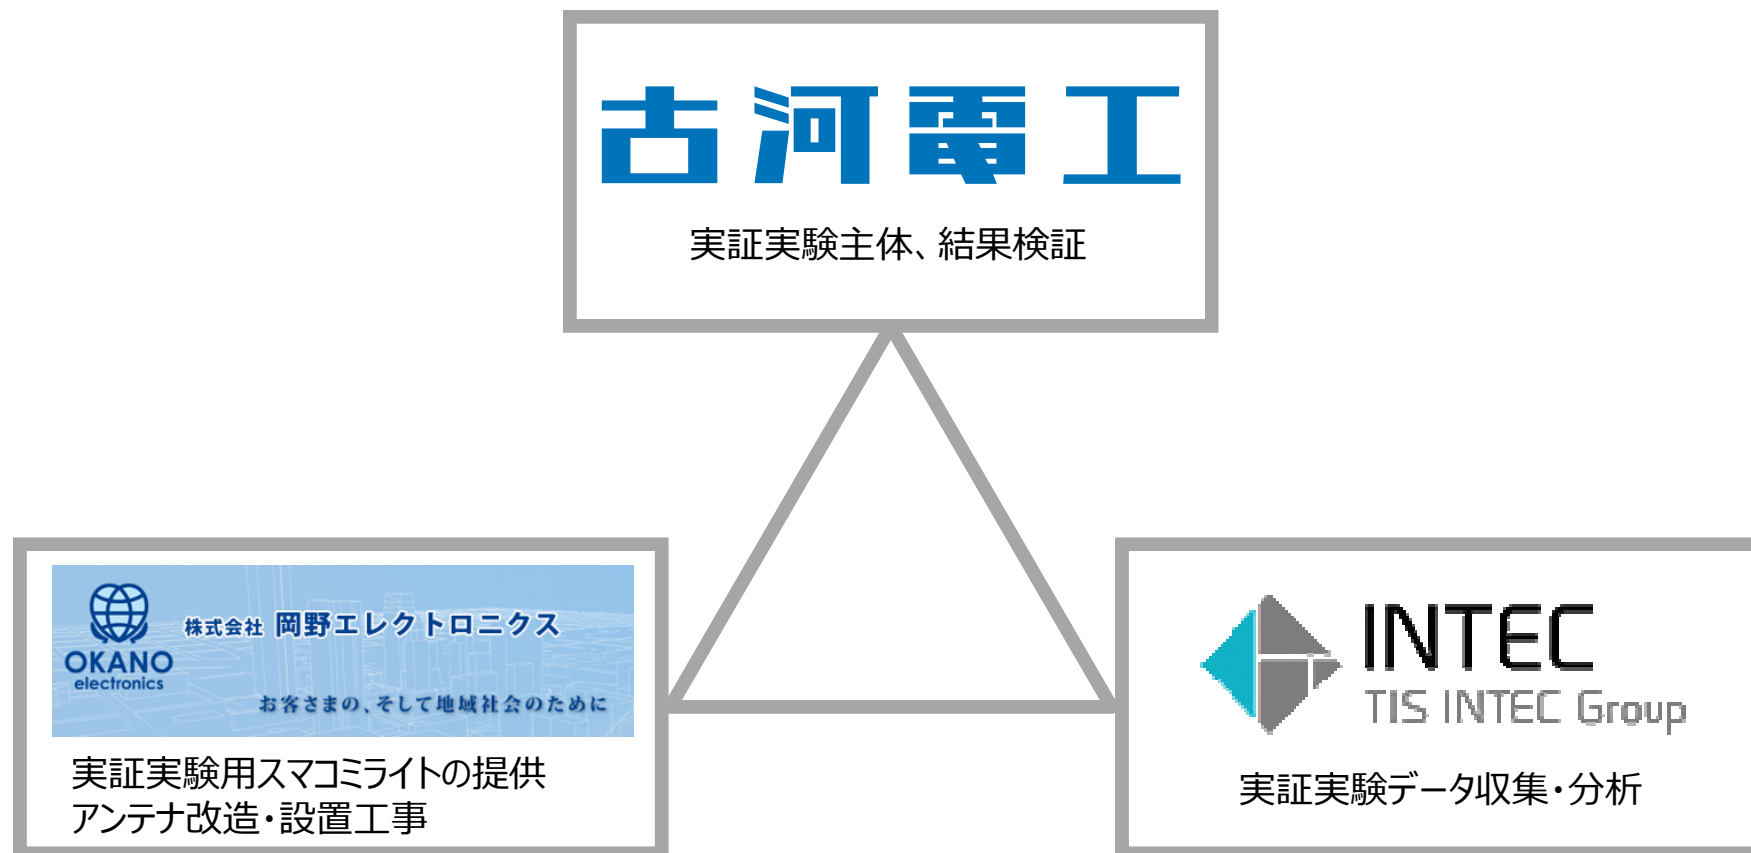 古河電工
実証実験主体、結果検証
株式会社 岡野エレクトロニクス
OKANO
electronics
お客さまの、そして地域社会のために
実証実験用スマコミライトの提供
アンテナ改造・設置工事
INTEC
TIS INTEC Group
実証実験データ収集・分析